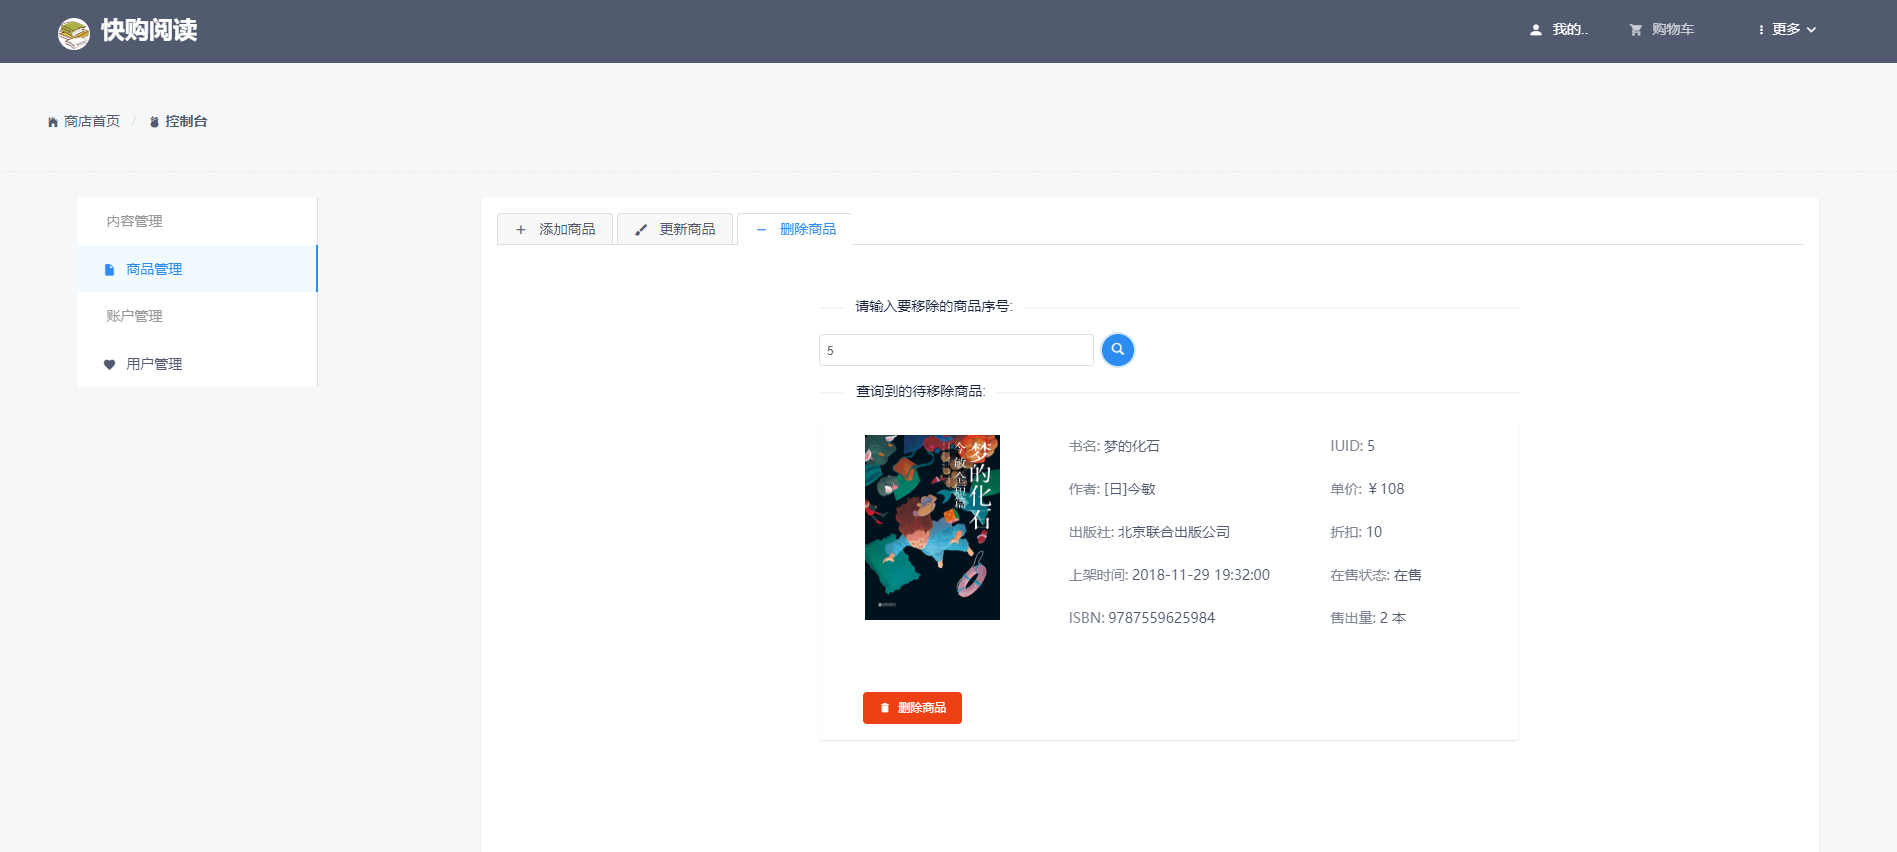 快购阅读
我的..
购物车
更多
商店首页 / 控制台
内容管理
商品管理
账户管理
用户管理
添加商品
更新商品
删除商品
请输入要移除的商品序号:
5
查询到的待移除商品:
梦的化石
今敏全短篇
书名: 梦的化石
IUID: 5
作者: [日]今敏
单价: ¥108
出版社: 北京联合出版公司
折扣: 10
上架时间: 2018-11-29 19:32:00
在售状态: 在售
ISBN: 9787559625984
售出量: 2 本
删除商品